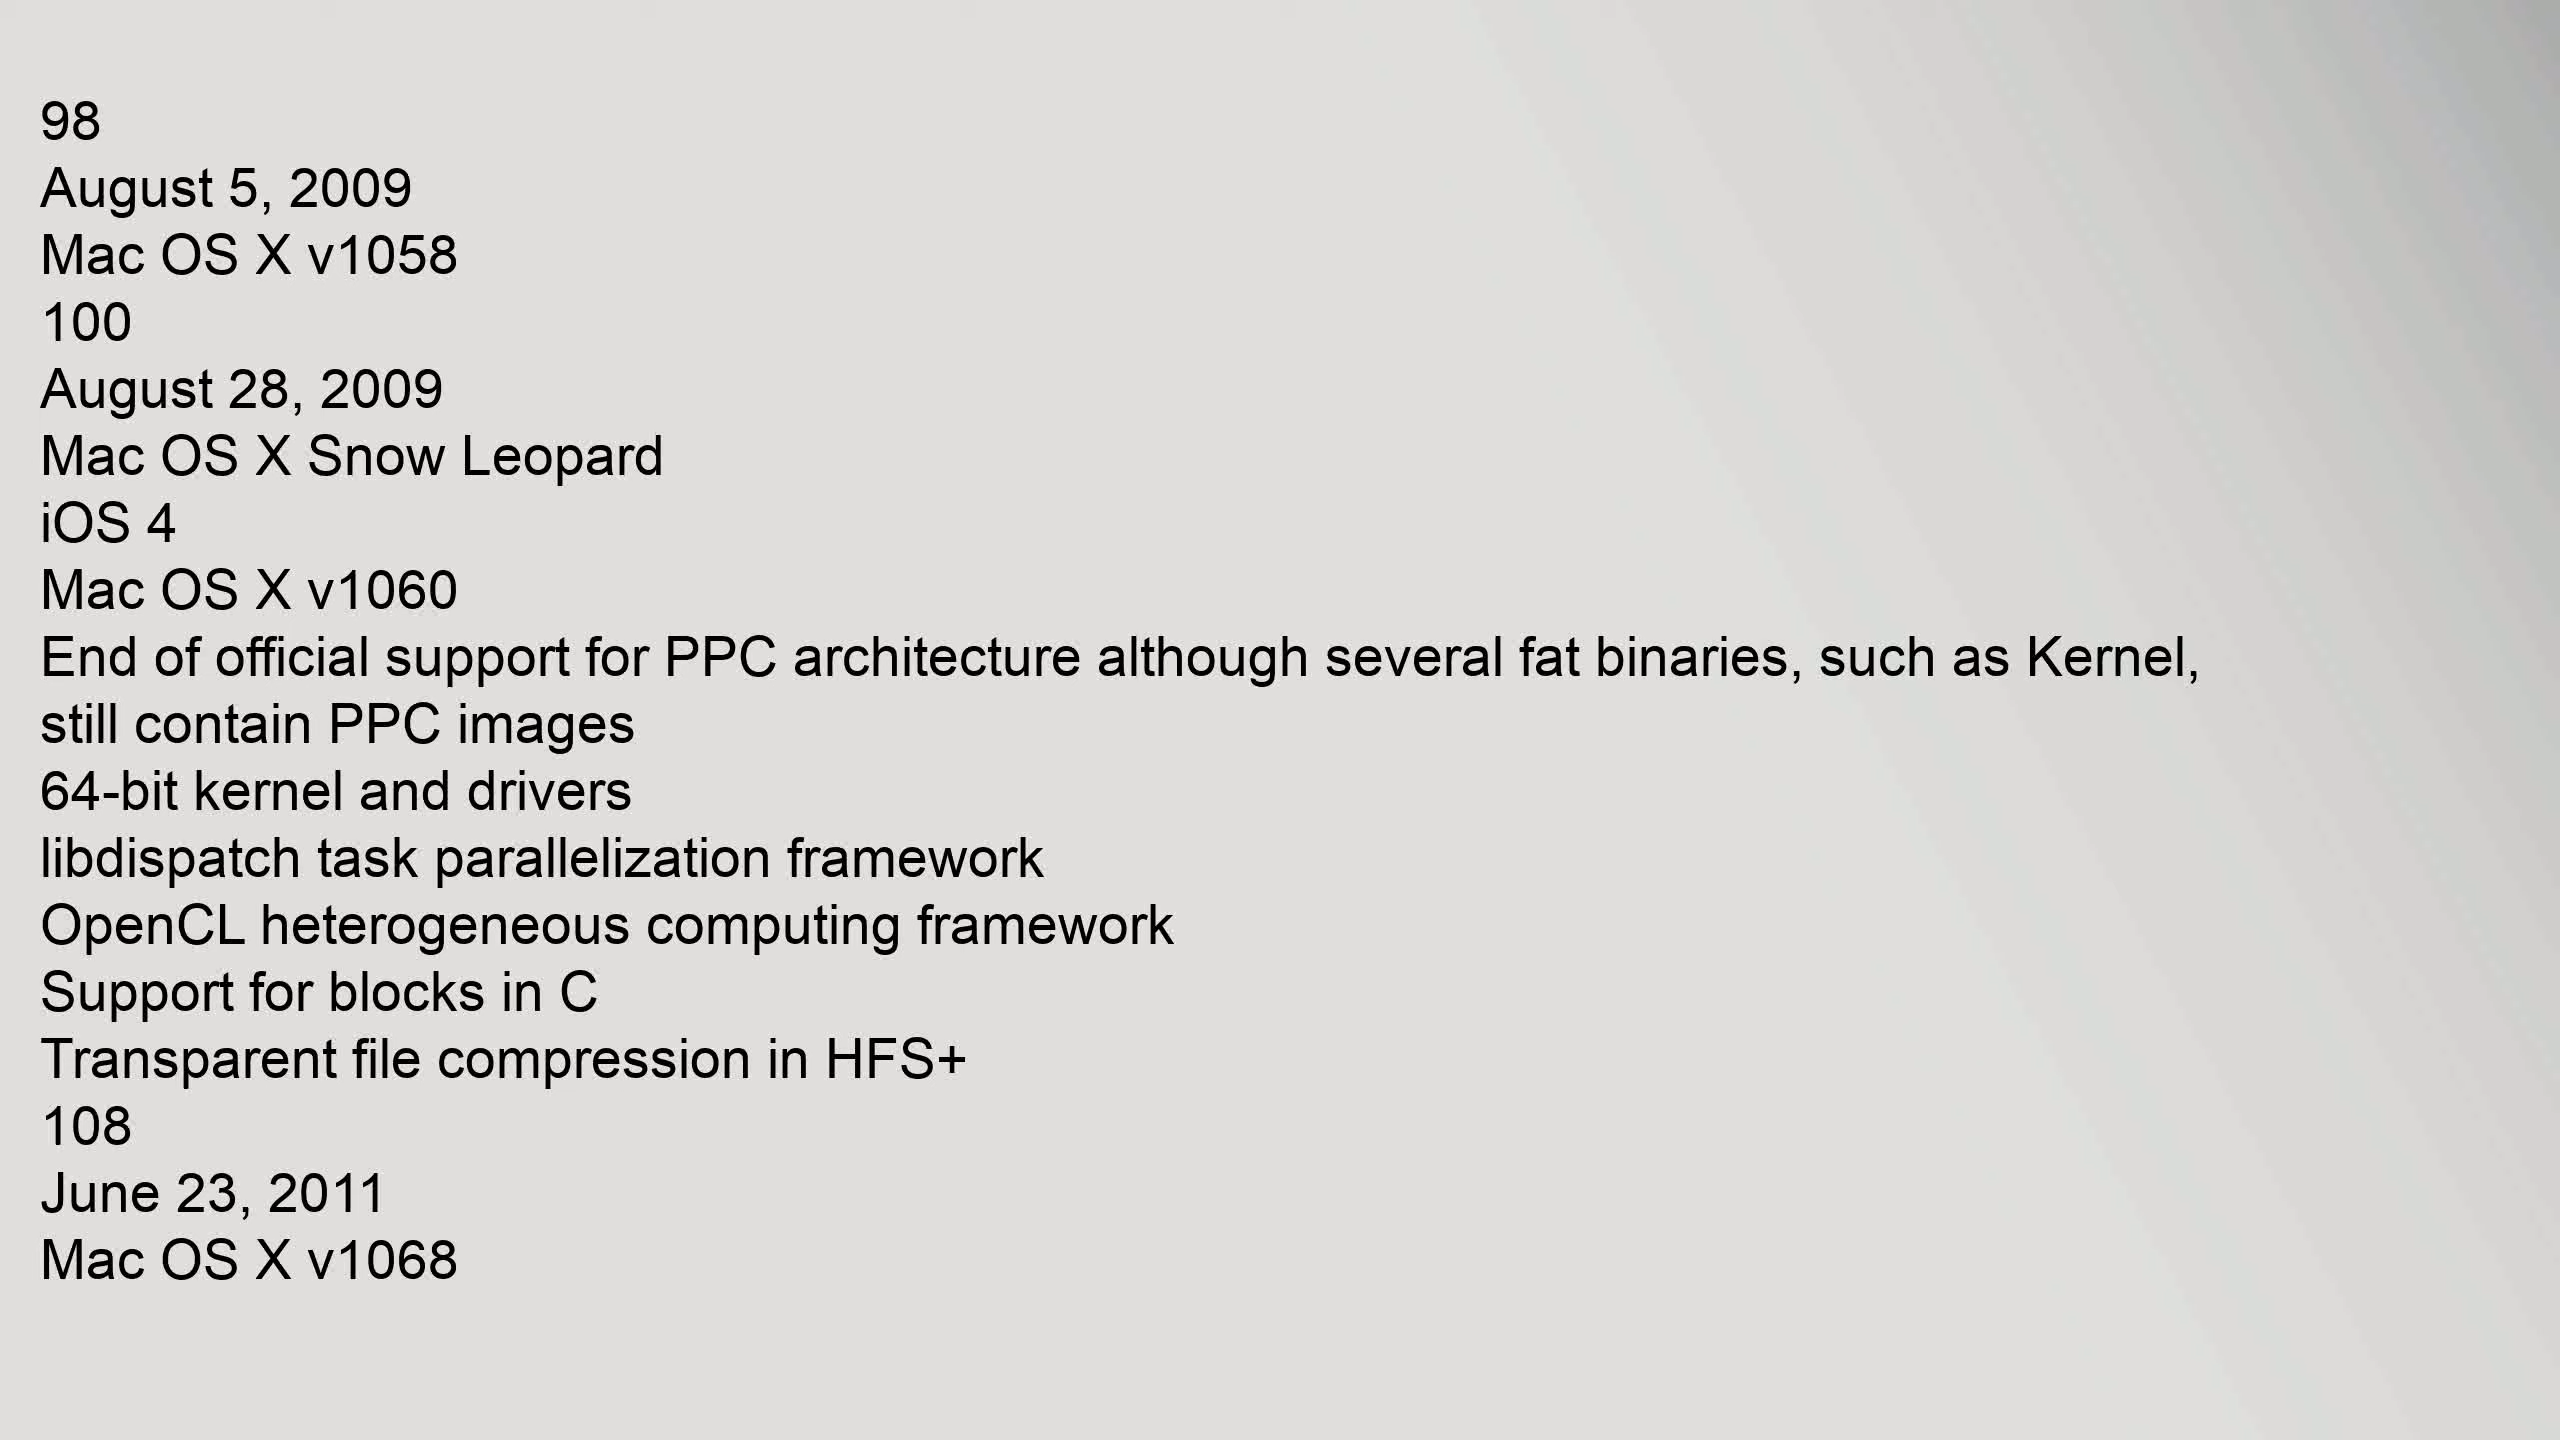 98
August 5, 2009
Mac OS X v1058
100
August 28, 2009
Mac OS X Snow Leopard
iOS 4
Mac OS X v1060
End of official support for PPC architecture although several fat binaries, such as Kernel,
still contain PPC images
64-bit kernel and drivers
libdispatch task parallelization framework
OpenCL heterogeneous computing framework
Support for blocks in C
Transparent file compression in HFS+
108
June 23, 2011
Mac OS X v1068